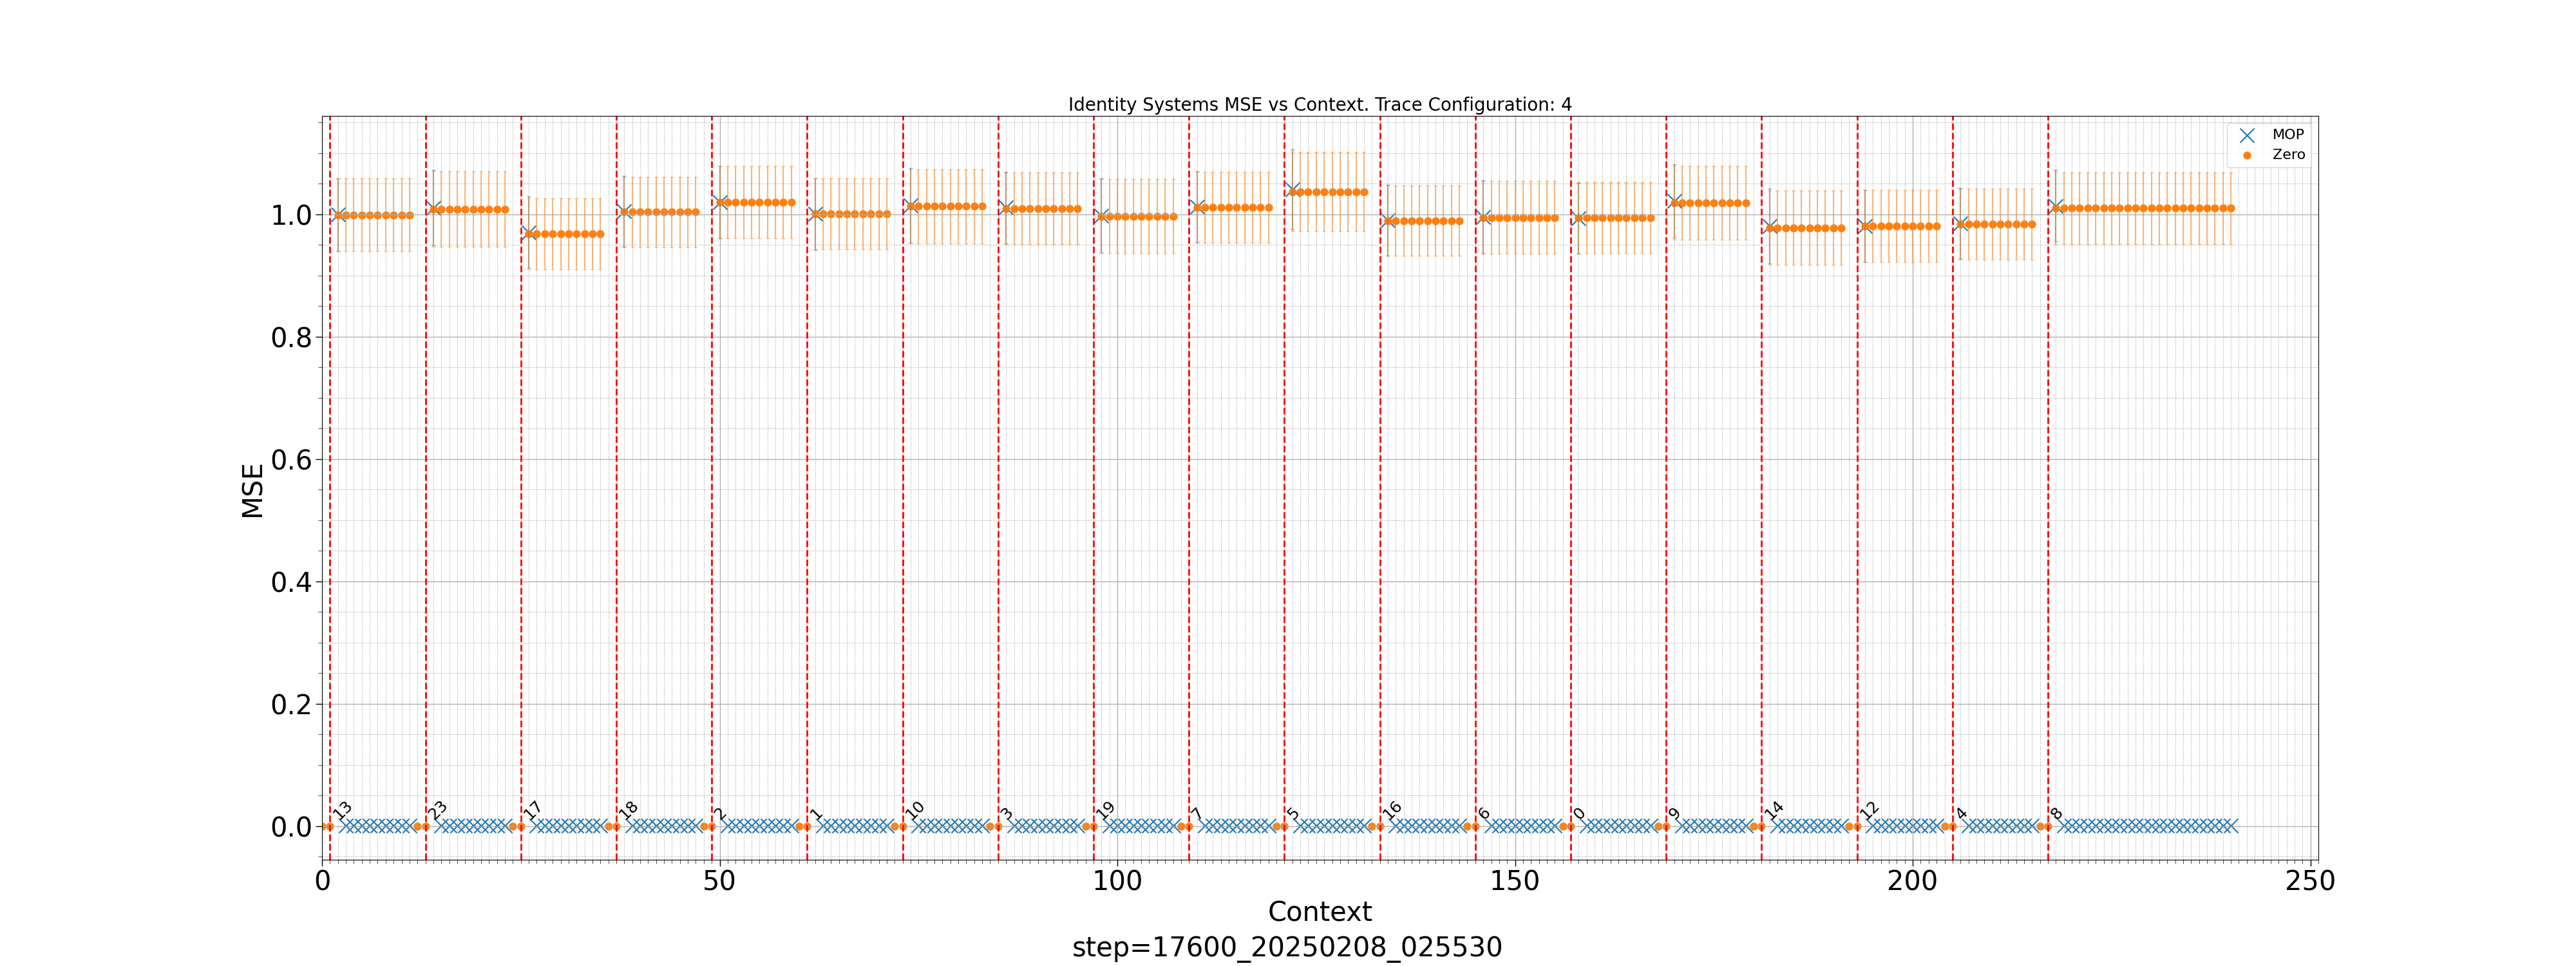 Identity Systems MSE vs Context. Trace Configuration: 4
MOP
Zero
1.0
0.8
0.6
0.4
0.2
0.0
MSE
13 23 17 18 2 1 10 3 19 7 5 16 6 0 9 14 12 4 8
0 50 100 150 200 250
Context
step=17600_20250208_025530